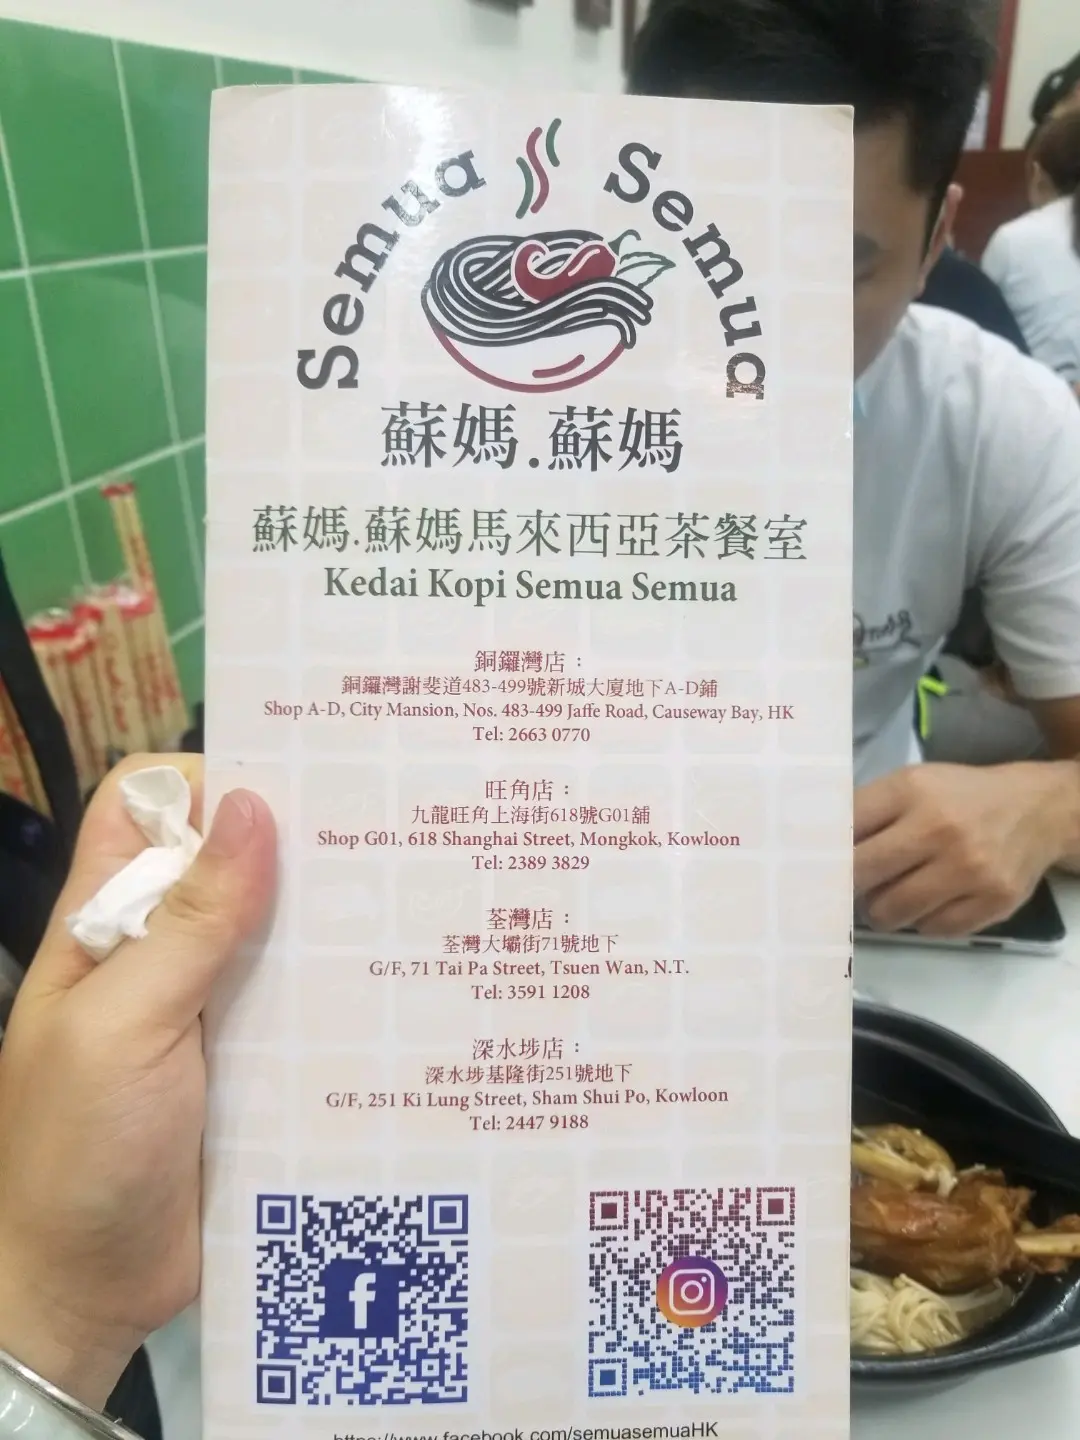 Semua Semua
蘇媽.蘇媽
蘇媽.蘇媽馬來西亞茶餐室
Kedai Kopi Semua Semua
銅鑼灣店：
銅鑼灣謝斐道483-499號新城大廈地下A-D鋪
Shop A-D, City Mansion, Nos. 483-499 Jaffe Road, Causeway Bay, HK
Tel: 2663 0770
旺角店：
九龍旺角上海街618號G01舖
Shop G01, 618 Shanghai Street, Mongkok, Kowloon
Tel: 2389 3829
荃灣店：
荃灣大壩街71號地下
G/F, 71 Tai Pa Street, Tsuen Wan, N.T.
Tel: 3591 1208
深水埗店：
深水埗基隆街251號地下
G/F, 251 Ki Lung Street, Sham Shui Po, Kowloon
Tel: 2447 9188
https://www.facebook.com/semuasemuaHK